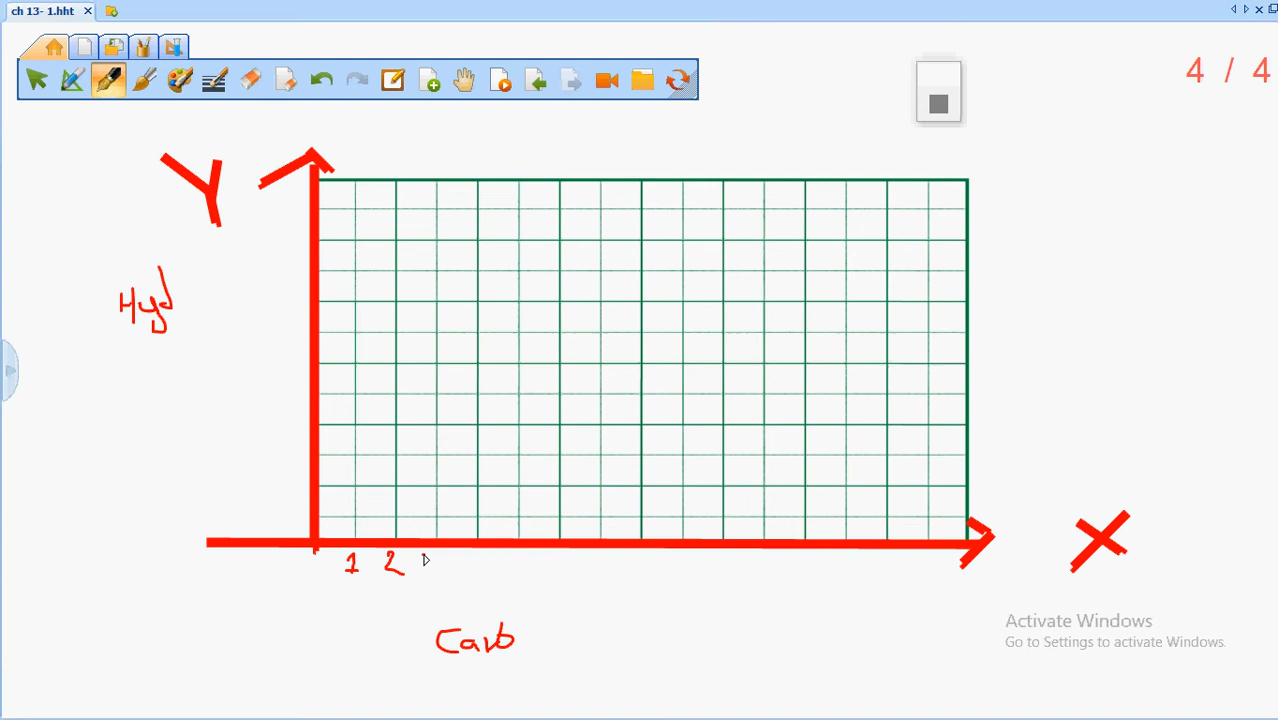 ch 13- 1.hht
4 / 4
Y
Hyd
1 2
X
Carb
Activate Windows
Go to Settings to activate Windows.